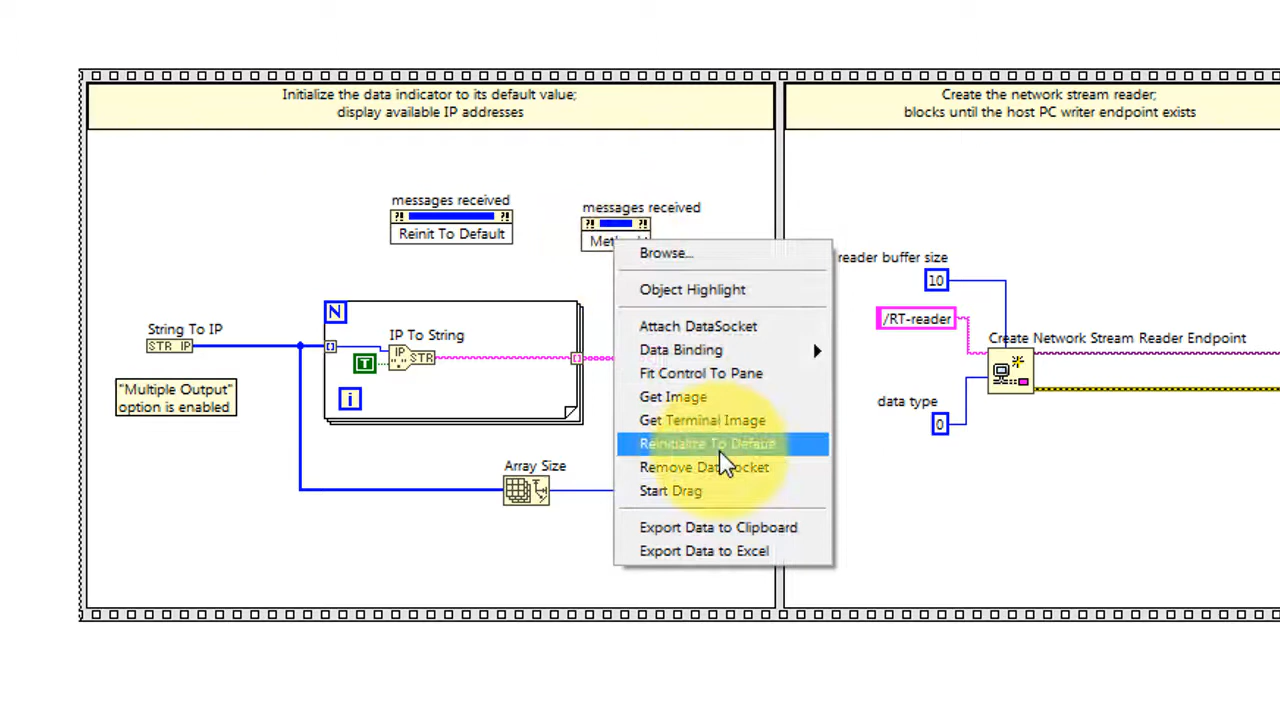 Initialize the data indicator to its default value;
display available IP addresses
Create the network stream reader;
blocks until the host PC writer endpoint exists
messages received
?!
?!
Reinit To Default
messages received
?!
?!
Browse...
Object Highlight
Attach DataSocket
Data Binding
Fit Control To Pane
Get Image
Get Terminal Image
Reinitialize To Default
Remove DataSocket
Start Drag
Export Data to Clipboard
Export Data to Excel
N
String To IP
STR IP
IP To String
T
IP
STR
i
"Multiple Output"
option is enabled
Array Size
reader buffer size
10
/RT-reader
Create Network Stream Reader Endpoint
data type
0